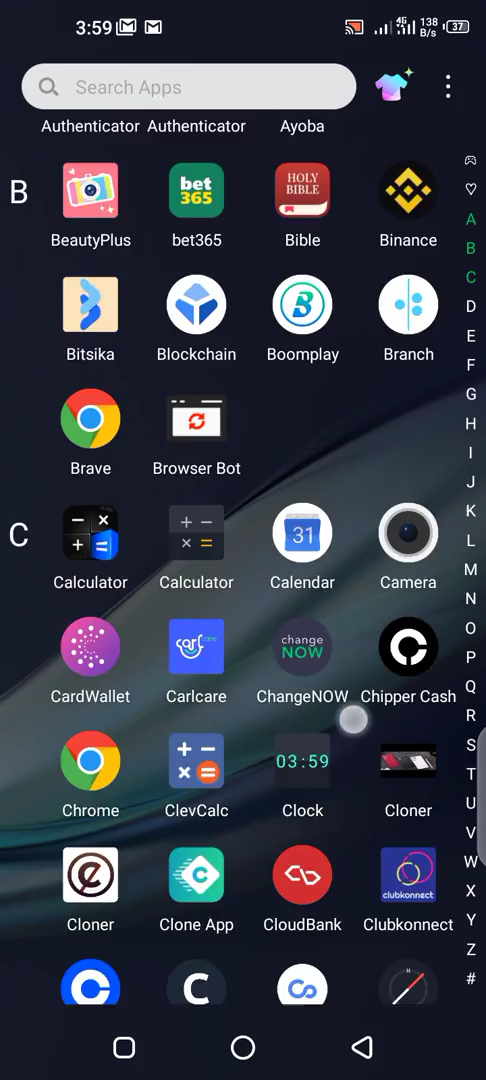 3:59 4G 138 B/s 37
Search Apps
Authenticator Authenticator Ayoba
B
bet365 HOLY BIBLE
BeautyPlus bet365 Bible Binance
Bitsika Blockchain Boomplay Branch
Brave Browser Bot
C
31
Calculator Calculator Calendar Camera
change NOW
CardWallet Carlcare ChangeNOW Chipper Cash
03:59
Chrome ClevCalc Clock Cloner
clubkonnect
Cloner Clone App CloudBank Clubkonnect
A
B
C
D
E
F
G
H
I
J
K
L
M
N
O
P
Q
R
S
T
U
V
W
X
Y
Z
#